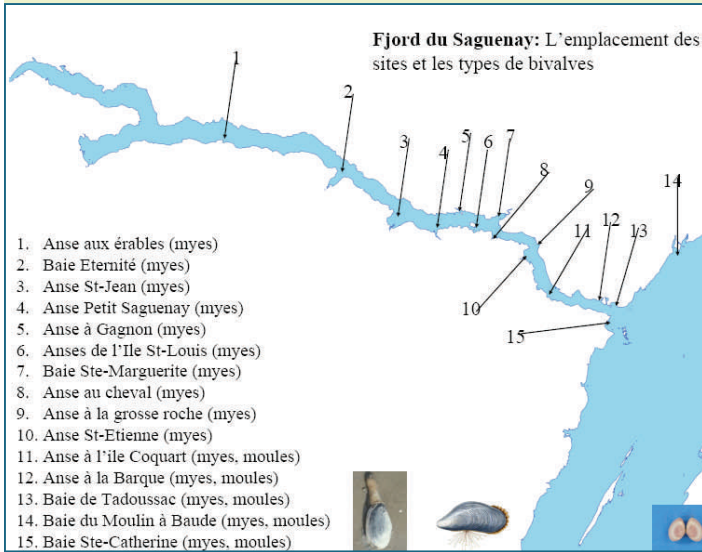 Fjord du Saguenay: L'emplacement des
sites et les types de bivalves
1
2
3
4
5
6
7
8
9
10
11
12
13
14
15
1. Anse aux érables (myes)
2. Baie Eternité (myes)
3. Anse St-Jean (myes)
4. Anse Petit Saguenay (myes)
5. Anse à Gagnon (myes)
6. Anses de l'Ile St-Louis (myes)
7. Baie Ste-Marguerite (myes)
8. Anse au cheval (myes)
9. Anse à la grosse roche (myes)
10. Anse St-Etienne (myes)
11. Anse à l'ile Coquart (myes, moules)
12. Anse à la Barque (myes, moules)
13. Baie de Tadoussac (myes, moules)
14. Baie du Moulin à Baude (myes, moules)
15. Baie Ste-Catherine (myes, moules)